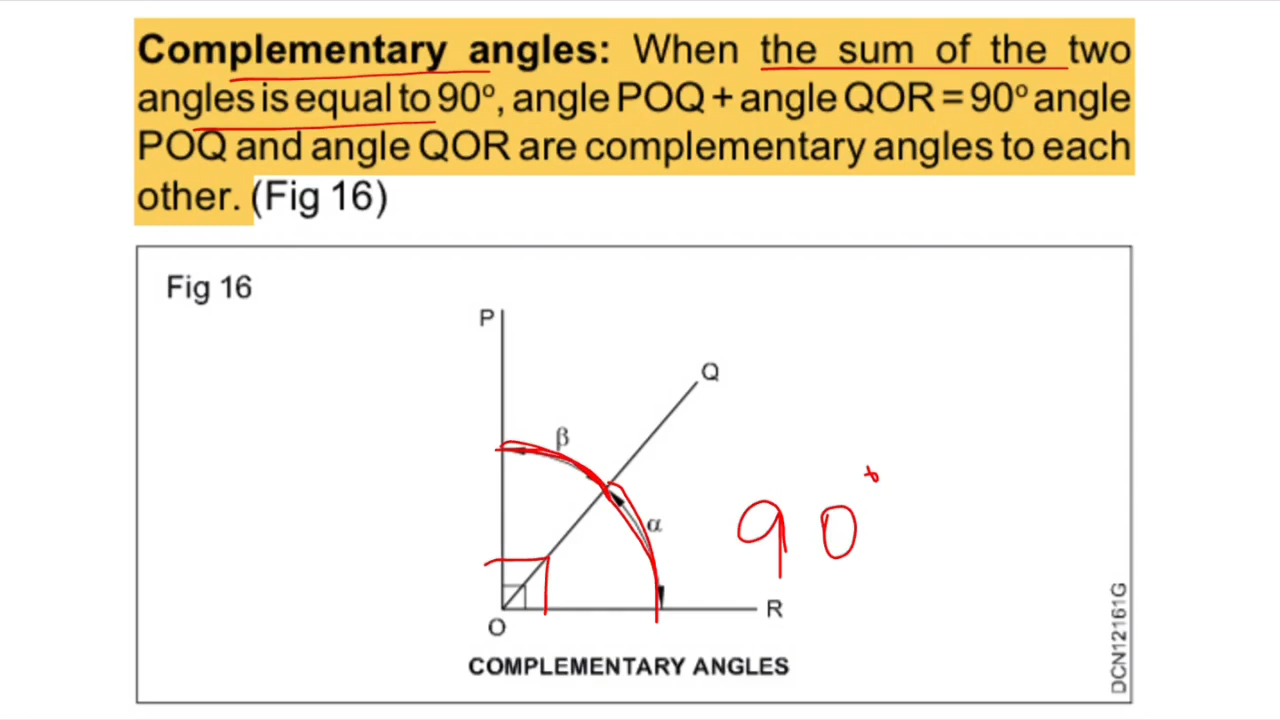 Complementary angles: When the sum of the two
angles is equal to 90°, angle POQ + angle QOR = 90° angle
POQ and angle QOR are complementary angles to each
other. (Fig 16)
Fig 16
P
Q
β
α
90°
R
O
COMPLEMENTARY ANGLES
DCN12161G